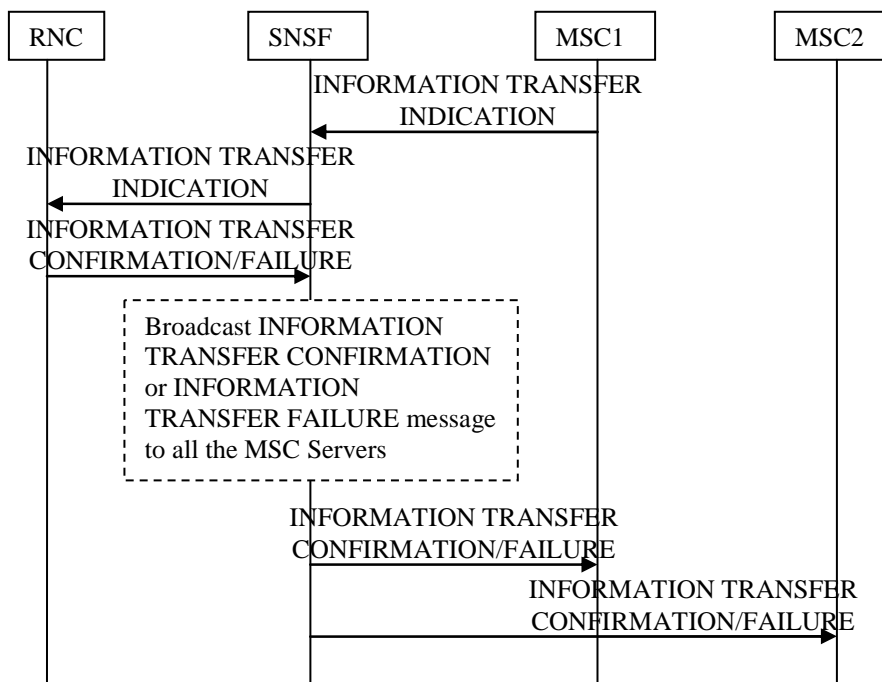 RNC
SNSF
MSC1
MSC2
INFORMATION TRANSFER
INDICATION
INFORMATION TRANSFER
INDICATION
INFORMATION TRANSFER
CONFIRMATION/FAILURE
Broadcast INFORMATION
TRANSFER CONFIRMATION
or INFORMATION
TRANSFER FAILURE message
to all the MSC Servers
INFORMATION TRANSFER
CONFIRMATION/FAILURE
INFORMATION TRANSFER
CONFIRMATION/FAILURE